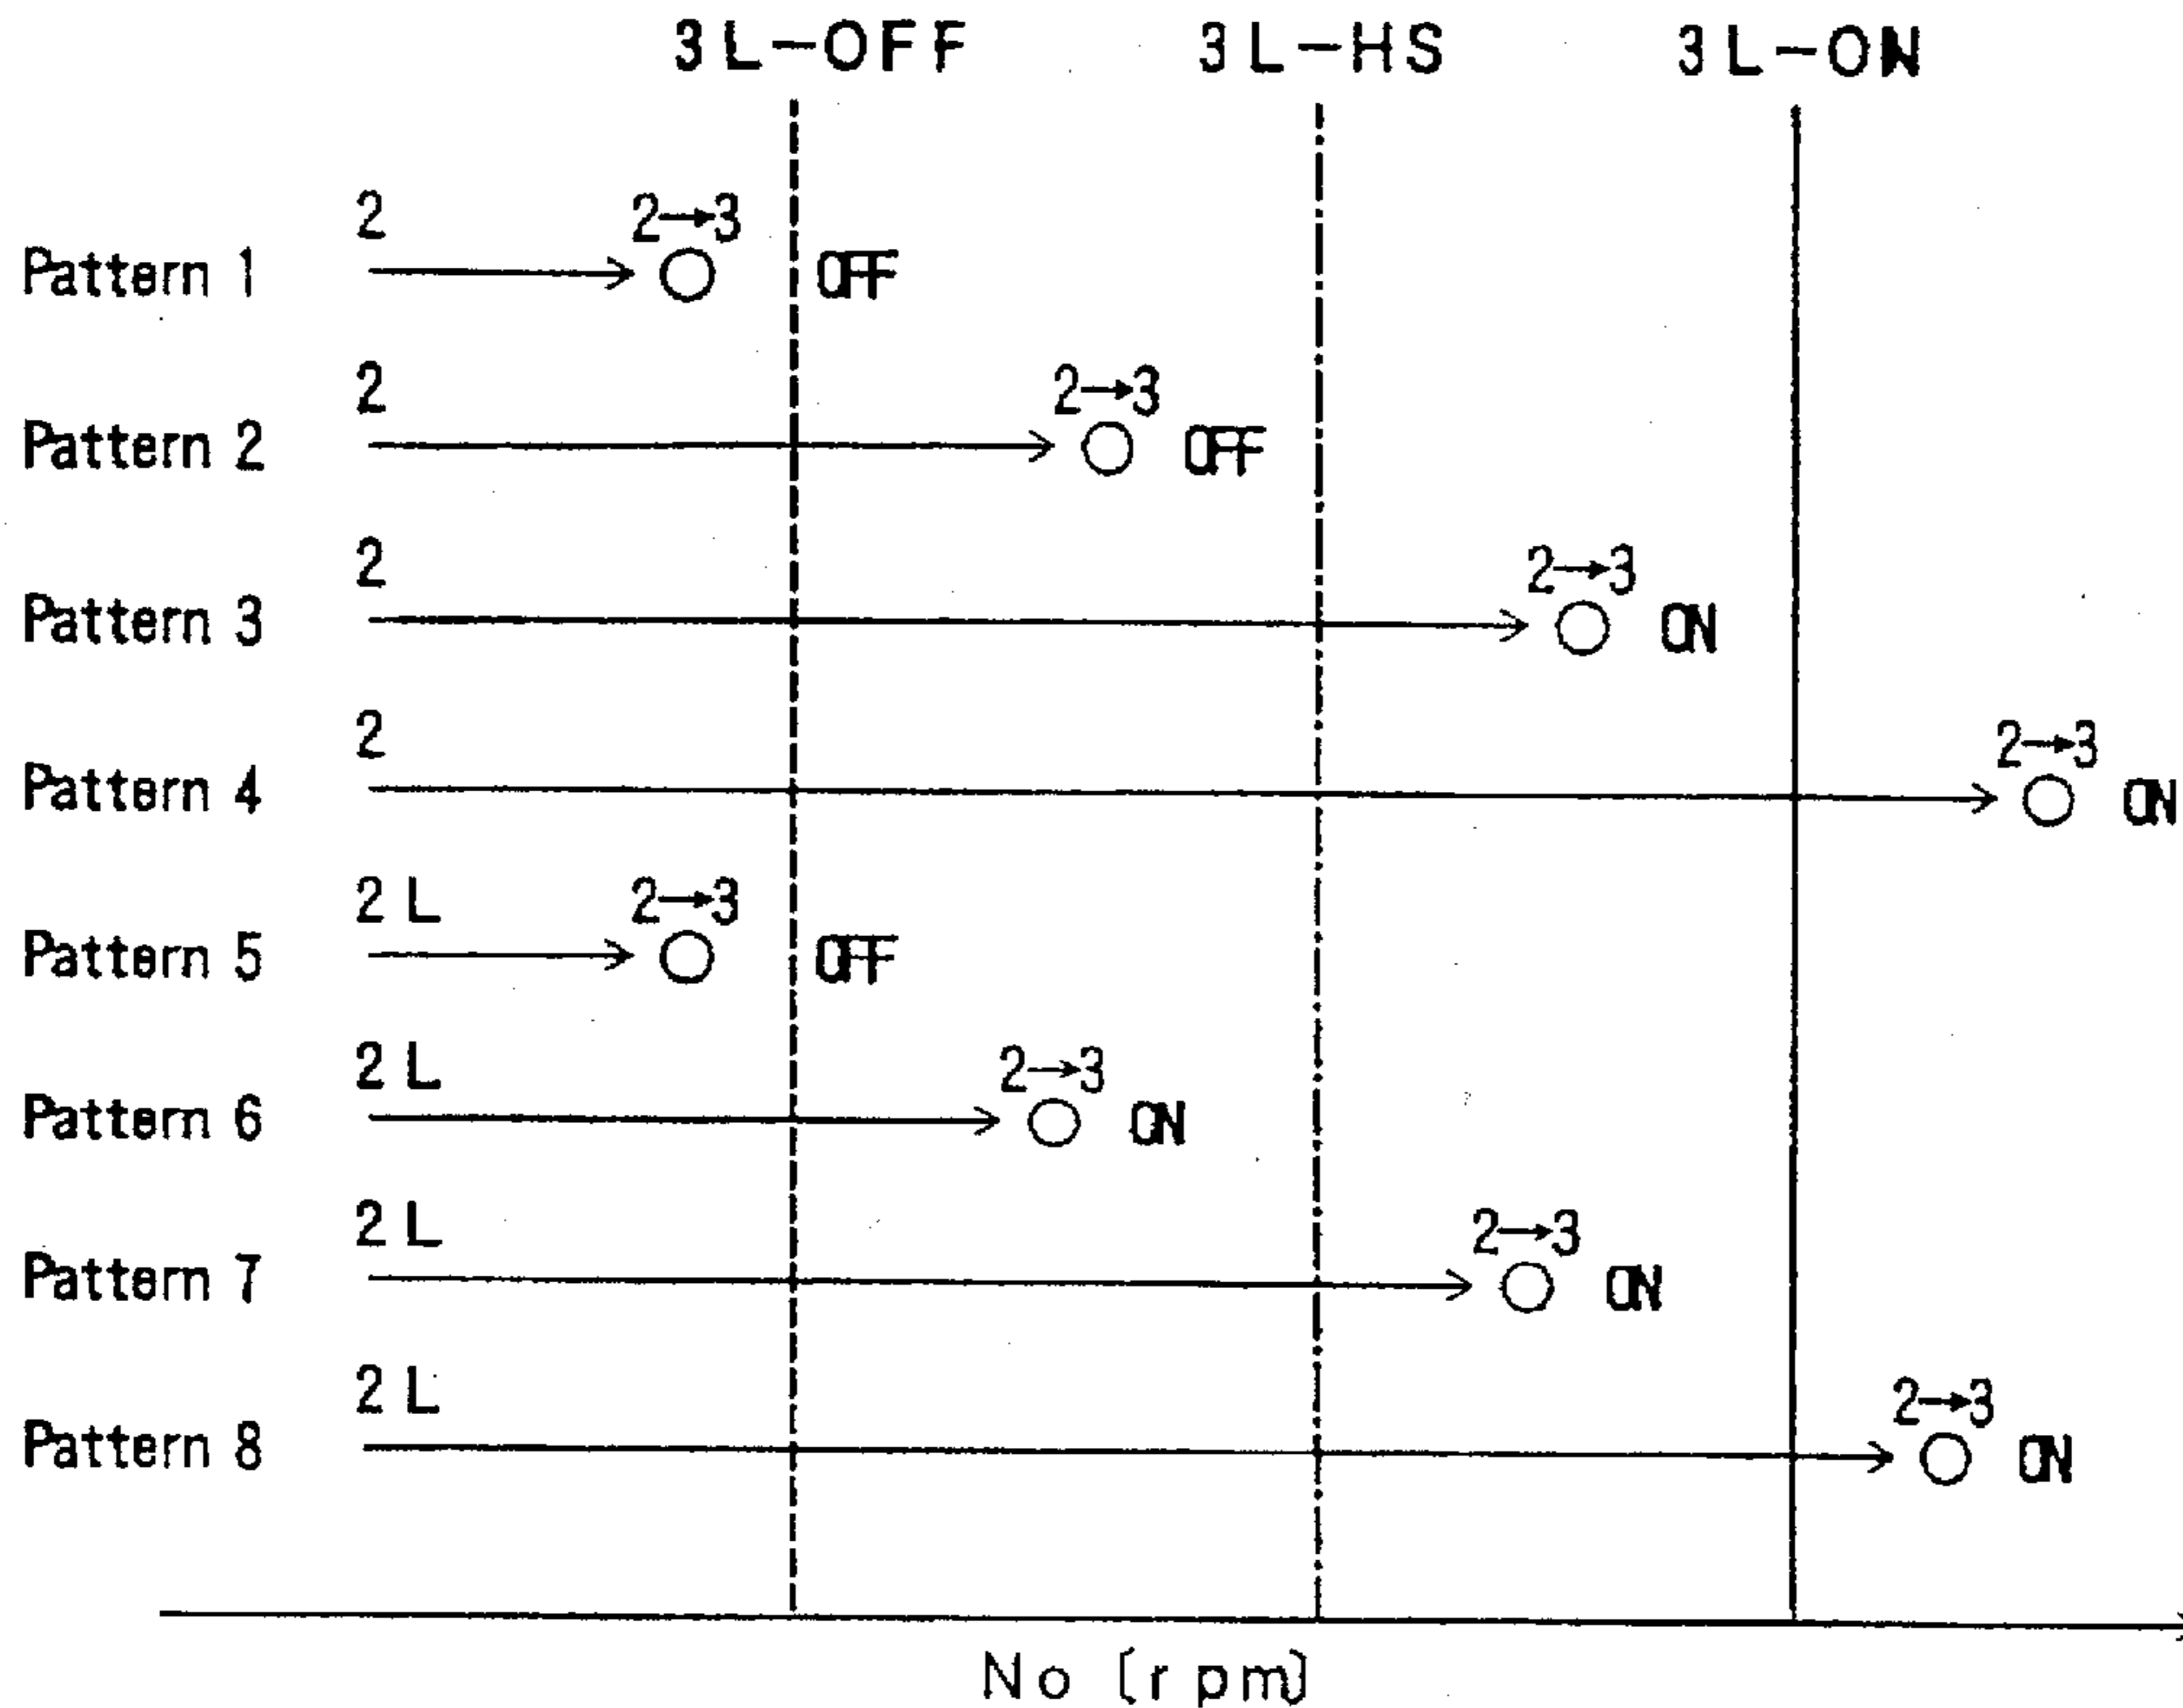 3L-OFF 3L-HS 3L-ON
2 2→3
Pattern 1 OFF
2 2→3
Pattern 2 OFF
2 2→3
Pattern 3 ON
2 2→3
Pattern 4 ON
2L 2→3
Pattern 5 OFF
2L 2→3
Pattern 6 ON
2L 2→3
Pattern 7 ON
2L 2→3
Pattern 8 ON
No (rpm)